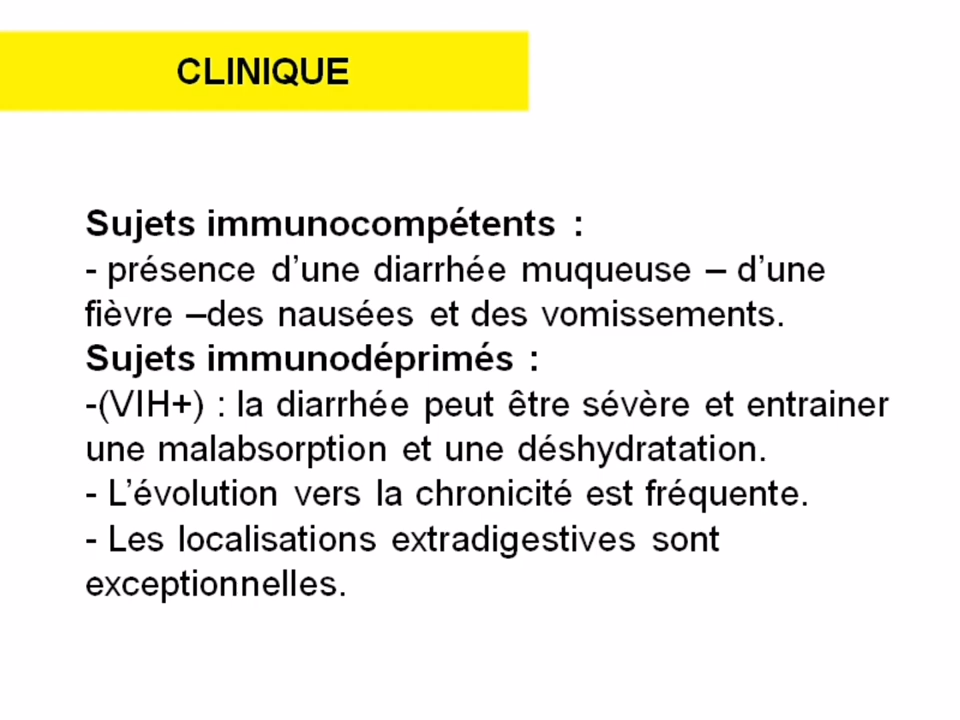 CLINIQUE
Sujets immunocompétents :
- présence d’une diarrhée muqueuse – d’une
fièvre –des nausées et des vomissements.
Sujets immunodéprimés :
-(VIH+) : la diarrhée peut être sévère et entrainer
une malabsorption et une déshydratation.
- L’évolution vers la chronicité est fréquente.
- Les localisations extradigestives sont
exceptionnelles.